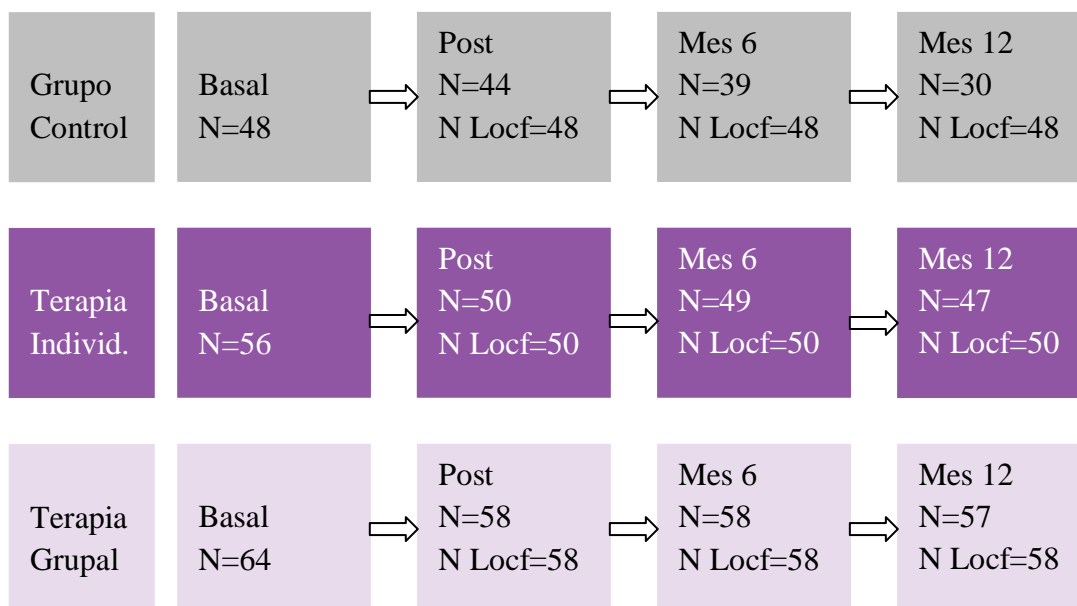 Grupo
Control
Basal
N=48
Post
N=44
N Locf=48
Mes 6
N=39
N Locf=48
Mes 12
N=30
N Locf=48
Terapia
Individ.
Basal
N=56
Post
N=50
N Locf=50
Mes 6
N=49
N Locf=50
Mes 12
N=47
N Locf=50
Terapia
Grupal
Basal
N=64
Post
N=58
N Locf=58
Mes 6
N=58
N Locf=58
Mes 12
N=57
N Locf=58